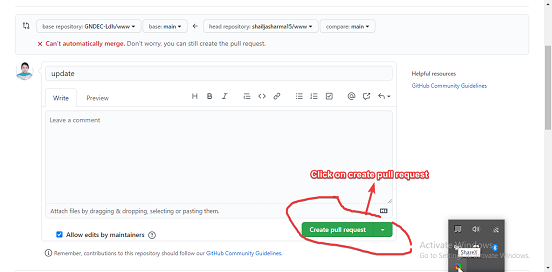 base repository: GNDEC-Ldh/www
base: main
head repository: shailjasharma15/www
compare: main
Can't automatically merge. Don't worry, you can still create the pull request.
update
Helpful resources
GitHub Community Guidelines
Write Preview
H B I
Leave a comment
Click on create pull request
Attach files by dragging & dropping, selecting or pasting them.
Create pull request
Allow edits by maintainers
Remember, contributions to this repository should follow our GitHub Community Guidelines.
Activate Windows
Go to Settings to activate Windows.
ShareX